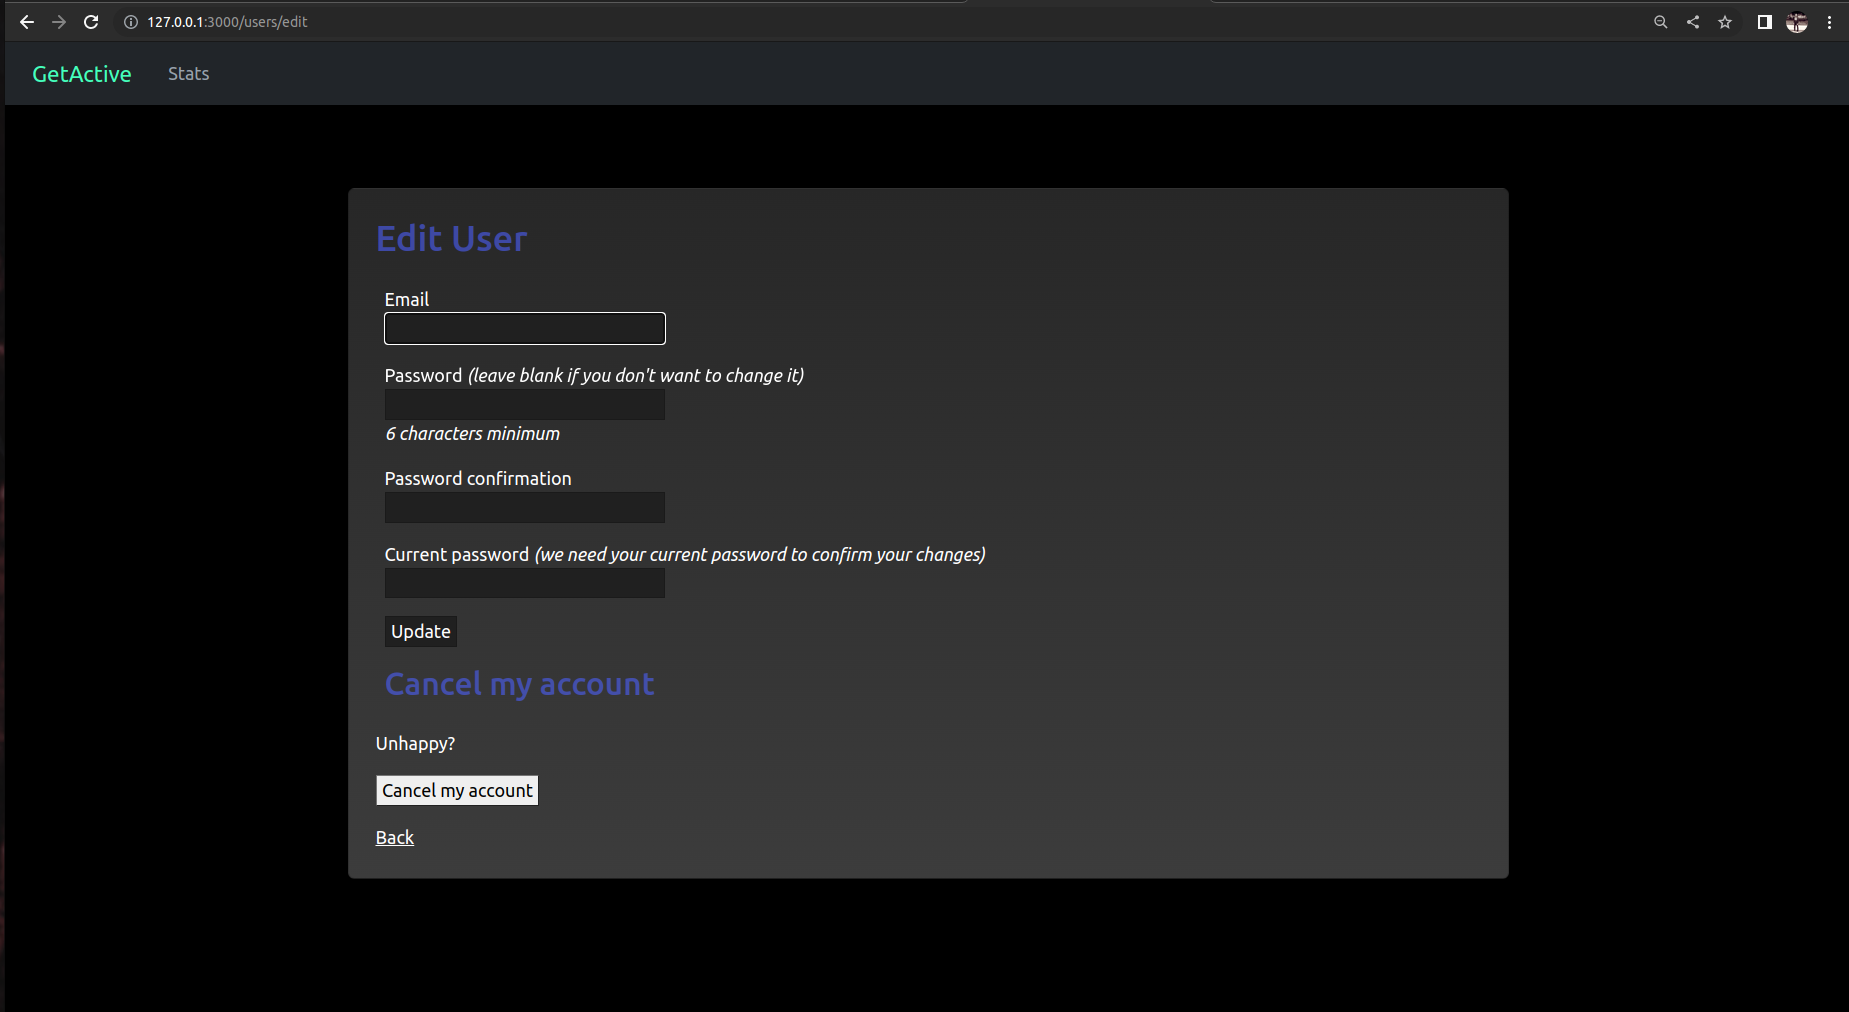 127.0.0.1:3000/users/edit
GetActive Stats
Edit User
Email
Password (leave blank if you don't want to change it)
6 characters minimum
Password confirmation
Current password (we need your current password to confirm your changes)
Update
Cancel my account
Unhappy?
Cancel my account
Back